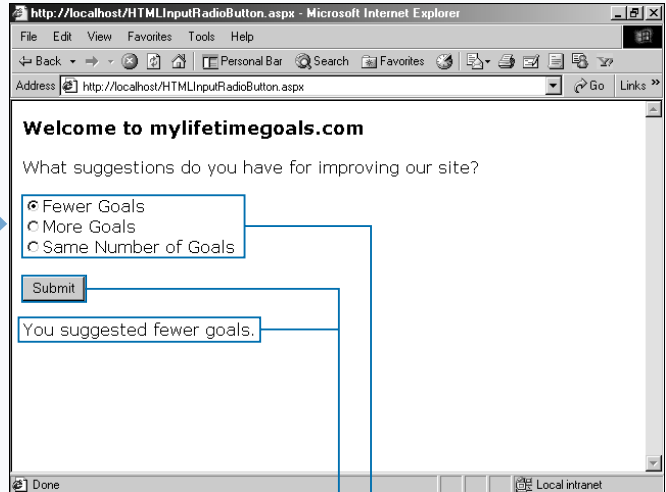 http://localhost/HTMLInputRadioButton.aspx - Microsoft Internet Explorer
File Edit View Favorites Tools Help
Back Personal Bar Search Favorites
Address http://localhost/HTMLInputRadioButton.aspx Go Links »
Welcome to mylifetimegoals.com
What suggestions do you have for improving our site?
Fewer Goals
More Goals
Same Number of Goals
Submit
You suggested fewer goals.
Done Local intranet